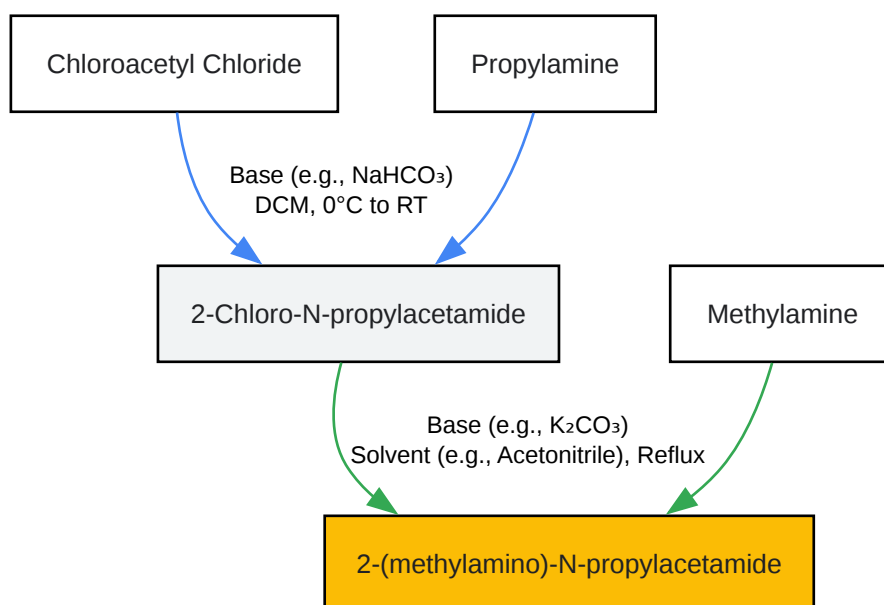 Chloroacetyl Chloride
Propylamine
Base (e.g., NaHCO₃)
DCM, 0°C to RT
2-Chloro-N-propylacetamide
Methylamine
Base (e.g., K₂CO₃)
Solvent (e.g., Acetonitrile), Reflux
2-(methylamino)-N-propylacetamide